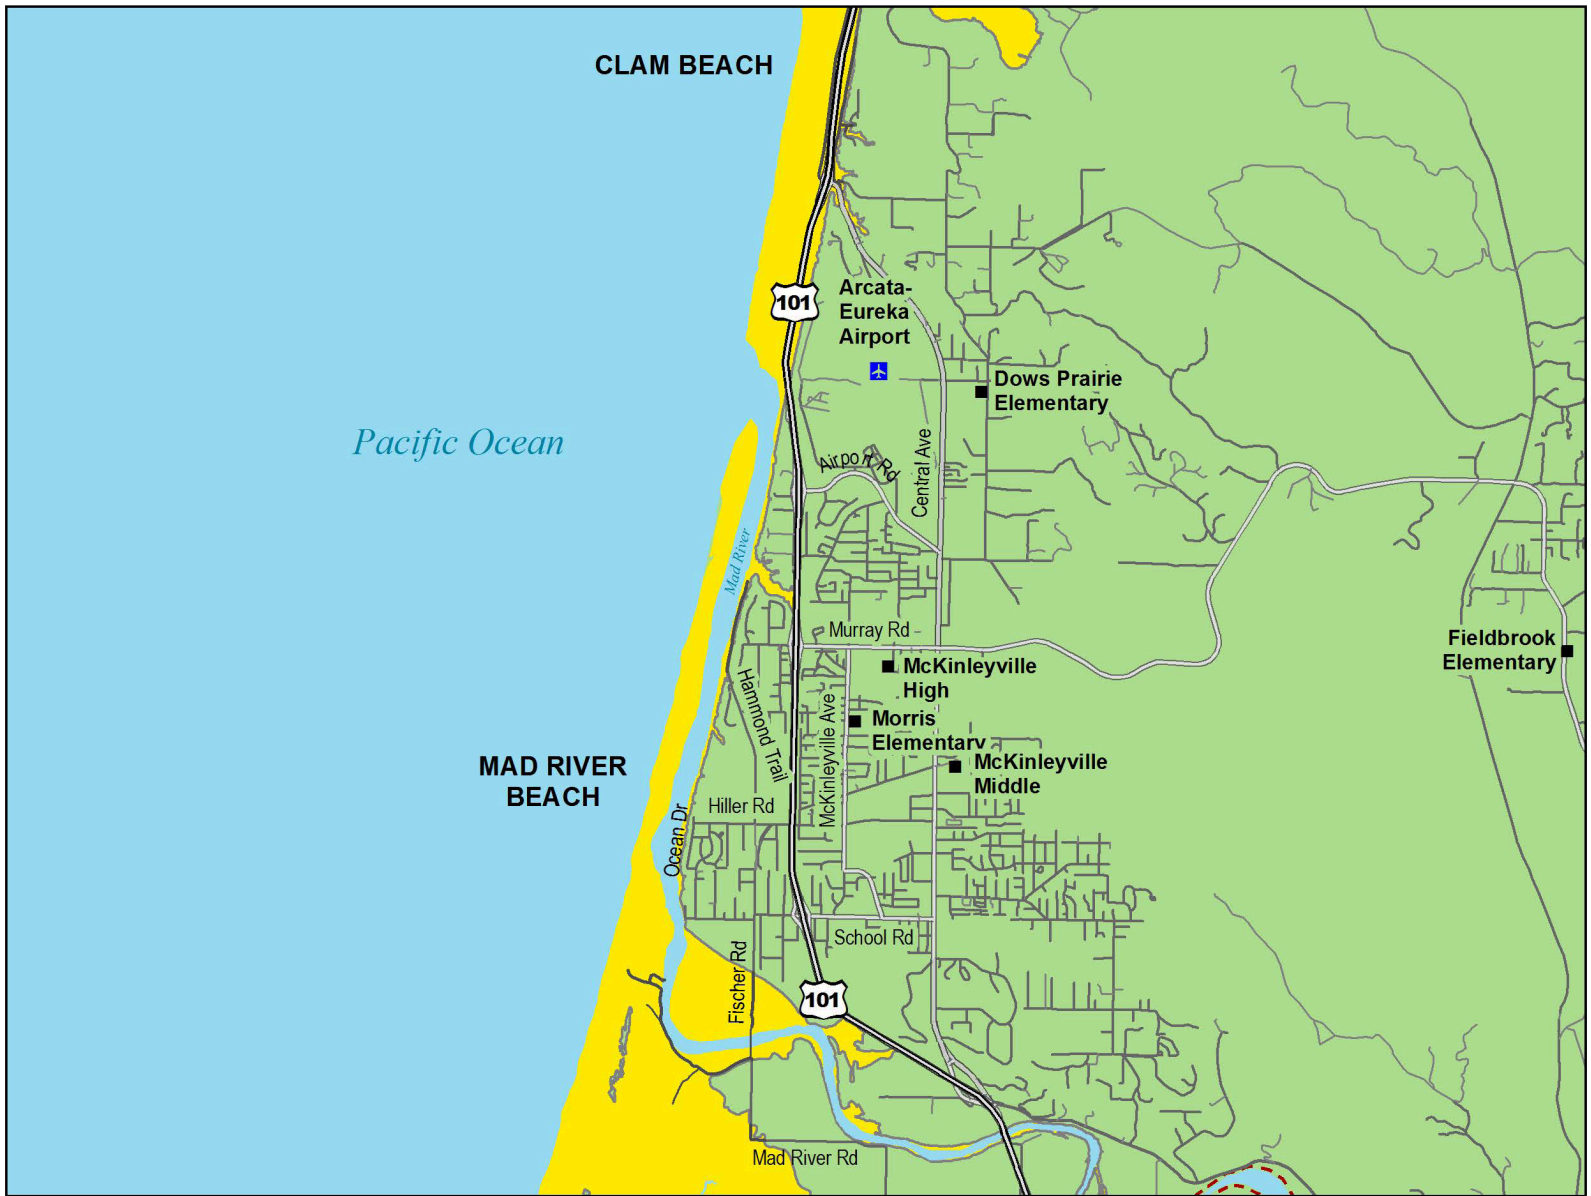 CLAM BEACH
101
Arcata-
Eureka
Airport
Dows Prairie
Elementary
Pacific Ocean
Airport Rd
Central Ave
Mad River
Murray Rd
Fieldbrook
Elementary
McKinleyville
High
Hammond Trail
McKinleyville Ave
Morris
Elementary
MAD RIVER
BEACH
McKinleyville
Middle
Hiller Rd
Ocean Dr
School Rd
Fischer Rd
101
Mad River Rd